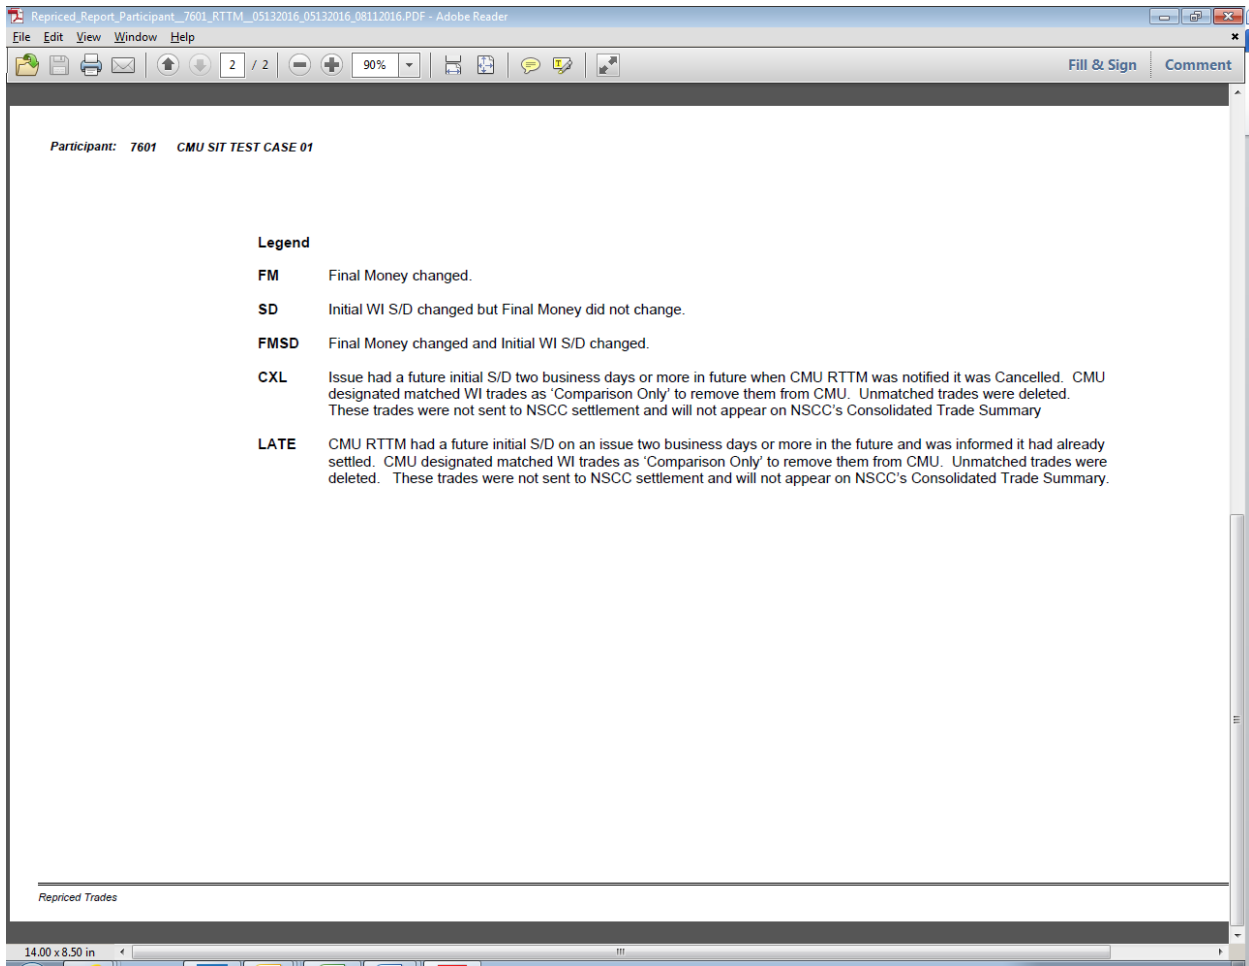 Repriced_Report_Participant__7601_RTTM__05132016_05132016_08112016.PDF - Adobe Reader
File Edit View Window Help
2 / 2 90% Fill & Sign Comment
Participant: 7601 CMU SIT TEST CASE 01
Legend
FM Final Money changed.
SD Initial WI S/D changed but Final Money did not change.
FMSD Final Money changed and Initial WI S/D changed.
CXL Issue had a future initial S/D two business days or more in future when CMU RTTM was notified it was Cancelled. CMU
designated matched WI trades as ‘Comparison Only’ to remove them from CMU. Unmatched trades were deleted.
These trades were not sent to NSCC settlement and will not appear on NSCC’s Consolidated Trade Summary
LATE CMU RTTM had a future initial S/D on an issue two business days or more in the future and was informed it had already
settled. CMU designated matched WI trades as ‘Comparison Only’ to remove them from CMU. Unmatched trades were
deleted. These trades were not sent to NSCC settlement and will not appear on NSCC’s Consolidated Trade Summary.
Repriced Trades
14.00 x 8.50 in